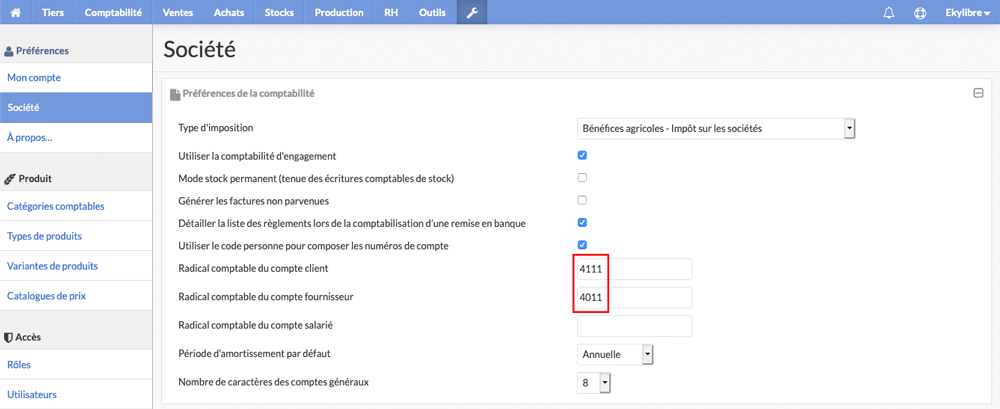 Tiers Comptabilité Ventes Achats Stocks Production RH Outils Ekylibre
Préférences
Mon compte
Société
À propos...
Produit
Catégories comptables
Types de produits
Variantes de produits
Catalogues de prix
Accès
Rôles
Utilisateurs
Société
Préférences de la comptabilité
Type d'imposition Bénéfices agricoles - Impôt sur les sociétés
Utiliser la comptabilité d'engagement
Mode stock permanent (tenue des écritures comptables de stock)
Générer les factures non parvenues
Détailler la liste des règlements lors de la comptabilisation d'une remise en banque
Utiliser le code personne pour composer les numéros de compte
Radical comptable du compte client 4111
Radical comptable du compte fournisseur 4011
Radical comptable du compte salarié
Période d'amortissement par défaut Annuelle
Nombre de caractères des comptes généraux 8